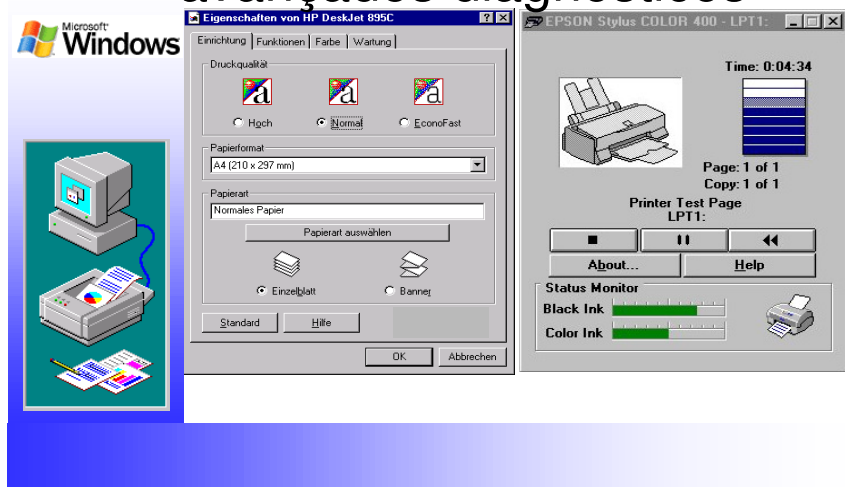 avançados diagnósticos
Microsoft
Windows
Eigenschaften von HP DeskJet 895C
Einrichtung
Funktionen
Farbe
Wartung
Druckqualität
a
a
a
Hoch
Normal
EconoFast
Papierformat
A4 (210 x 297 mm)
Papierart
Normales Papier
Papierart auswählen
Einzelblatt
Banner
Standard
Hilfe
OK
Abbrechen
EPSON Stylus COLOR 400 - LPT1:
Time: 0:04:34
Page: 1 of 1
Copy: 1 of 1
Printer Test Page
LPT1:
About...
Help
Status Monitor
Black Ink
Color Ink